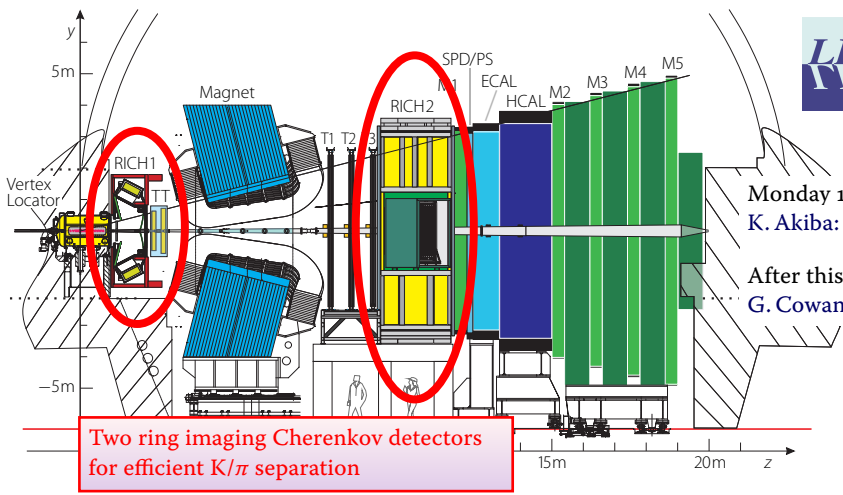 y
5m
Magnet
SPD/PS
M1
ECAL
HCAL
M2
M3
M4
M5
RICH2
T1
T2
RICH1
TT
Vertex
Locator
Monday
K. Akiba:
After this
G. Cowan
−5m
Two ring imaging Cherenkov detectors
for efficient K/π separation
15m
20m
z